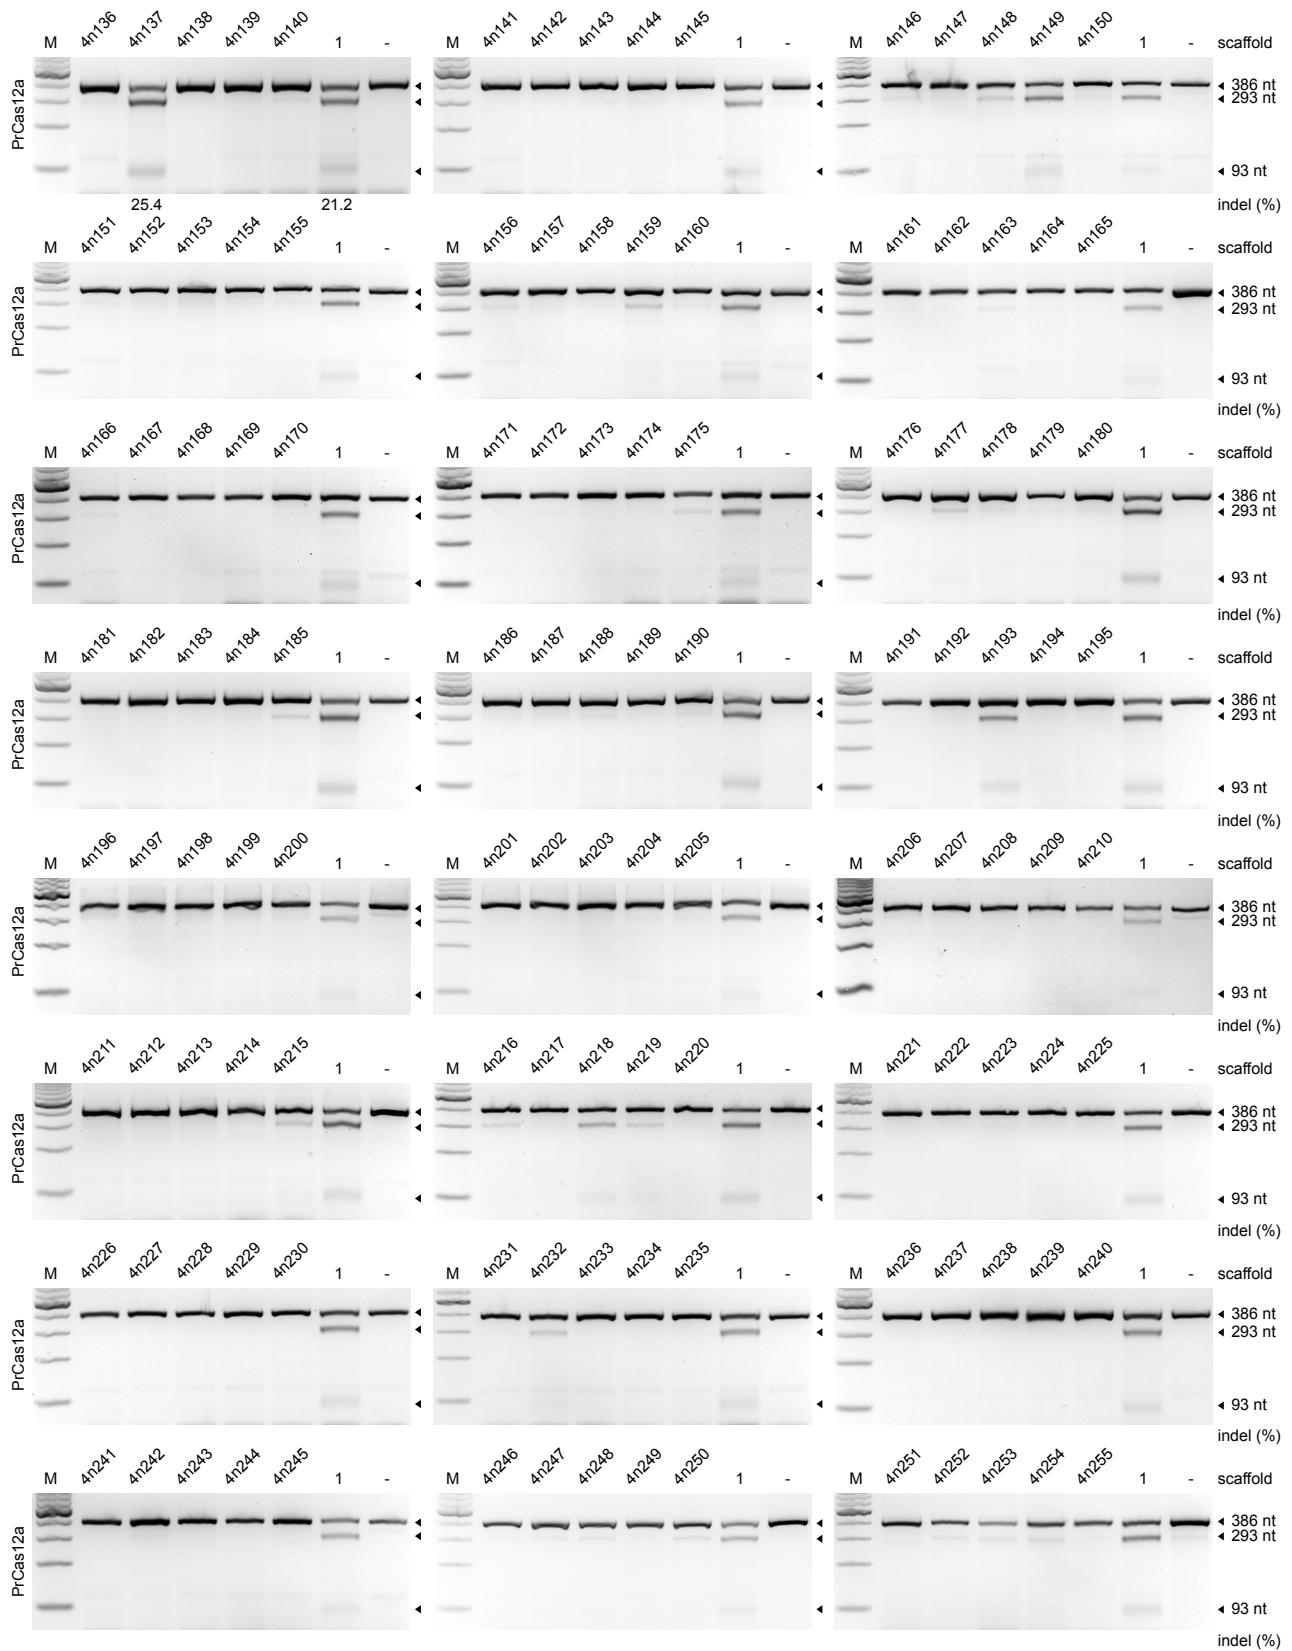 M 4n136 4n137 4n138 4n139 4n140 1 - M 4n141 4n142 4n143 4n144 4n145 1 - M 4n146 4n147 4n148 4n149 4n150 1 - scaffold
PrCas12a
386 nt
293 nt
93 nt
25.4 21.2 indel (%)
M 4n151 4n152 4n153 4n154 4n155 1 - M 4n156 4n157 4n158 4n159 4n160 1 - M 4n161 4n162 4n163 4n164 4n165 1 - scaffold
PrCas12a
386 nt
293 nt
93 nt
indel (%)
M 4n166 4n167 4n168 4n169 4n170 1 - M 4n171 4n172 4n173 4n174 4n175 1 - M 4n176 4n177 4n178 4n179 4n180 1 - scaffold
PrCas12a
386 nt
293 nt
93 nt
indel (%)
M 4n181 4n182 4n183 4n184 4n185 1 - M 4n186 4n187 4n188 4n189 4n190 1 - M 4n191 4n192 4n193 4n194 4n195 1 - scaffold
PrCas12a
386 nt
293 nt
93 nt
indel (%)
M 4n196 4n197 4n198 4n199 4n200 1 - M 4n201 4n202 4n203 4n204 4n205 1 - M 4n206 4n207 4n208 4n209 4n210 1 - scaffold
PrCas12a
386 nt
293 nt
93 nt
indel (%)
M 4n211 4n212 4n213 4n214 4n215 1 - M 4n216 4n217 4n218 4n219 4n220 1 - M 4n221 4n222 4n223 4n224 4n225 1 - scaffold
PrCas12a
386 nt
293 nt
93 nt
indel (%)
M 4n226 4n227 4n228 4n229 4n230 1 - M 4n231 4n232 4n233 4n234 4n235 1 - M 4n236 4n237 4n238 4n239 4n240 1 - scaffold
PrCas12a
386 nt
293 nt
93 nt
indel (%)
M 4n241 4n242 4n243 4n244 4n245 1 - M 4n246 4n247 4n248 4n249 4n250 1 - M 4n251 4n252 4n253 4n254 4n255 1 - scaffold
PrCas12a
386 nt
293 nt
93 nt
indel (%)